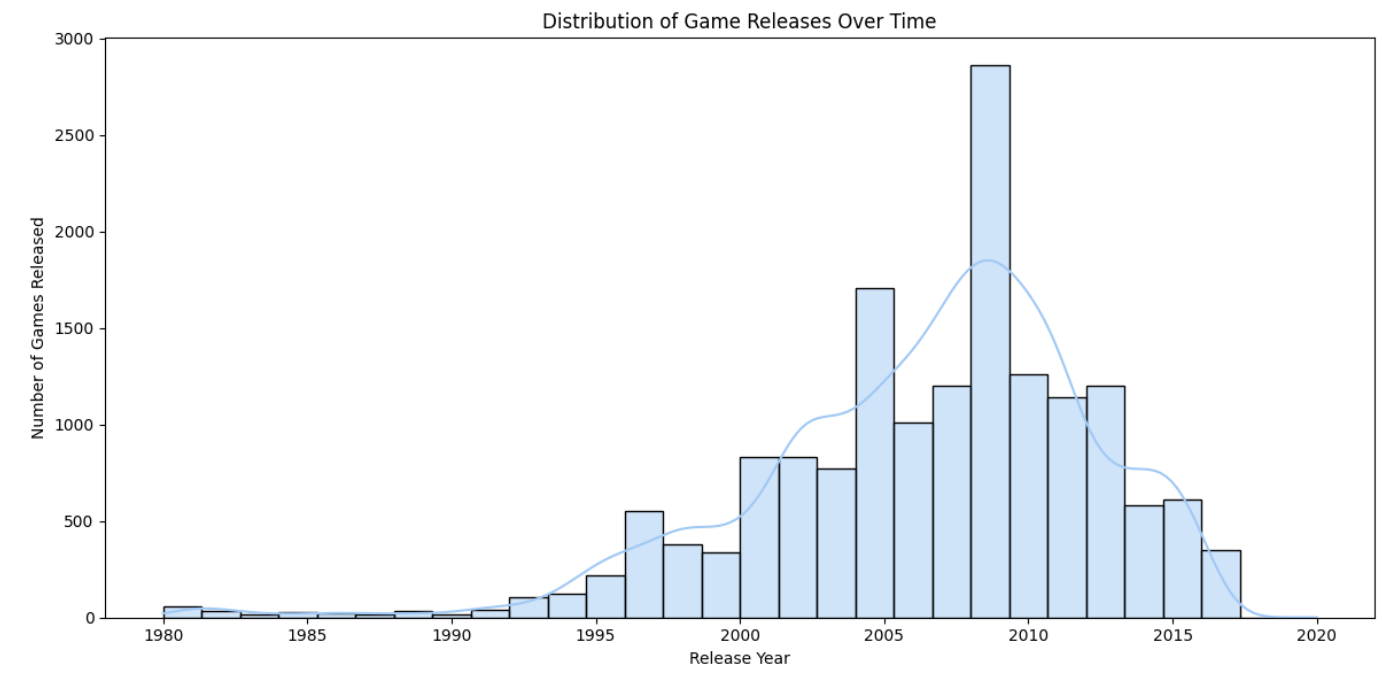 Distribution of Game Releases Over Time
3000
2500
2000
1500
1000
500
0
Number of Games Released
1980 1985 1990 1995 2000 2005 2010 2015 2020
Release Year